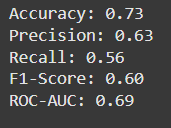 Accuracy: 0.73
Precision: 0.63
Recall: 0.56
F1-Score: 0.60
ROC-AUC: 0.69